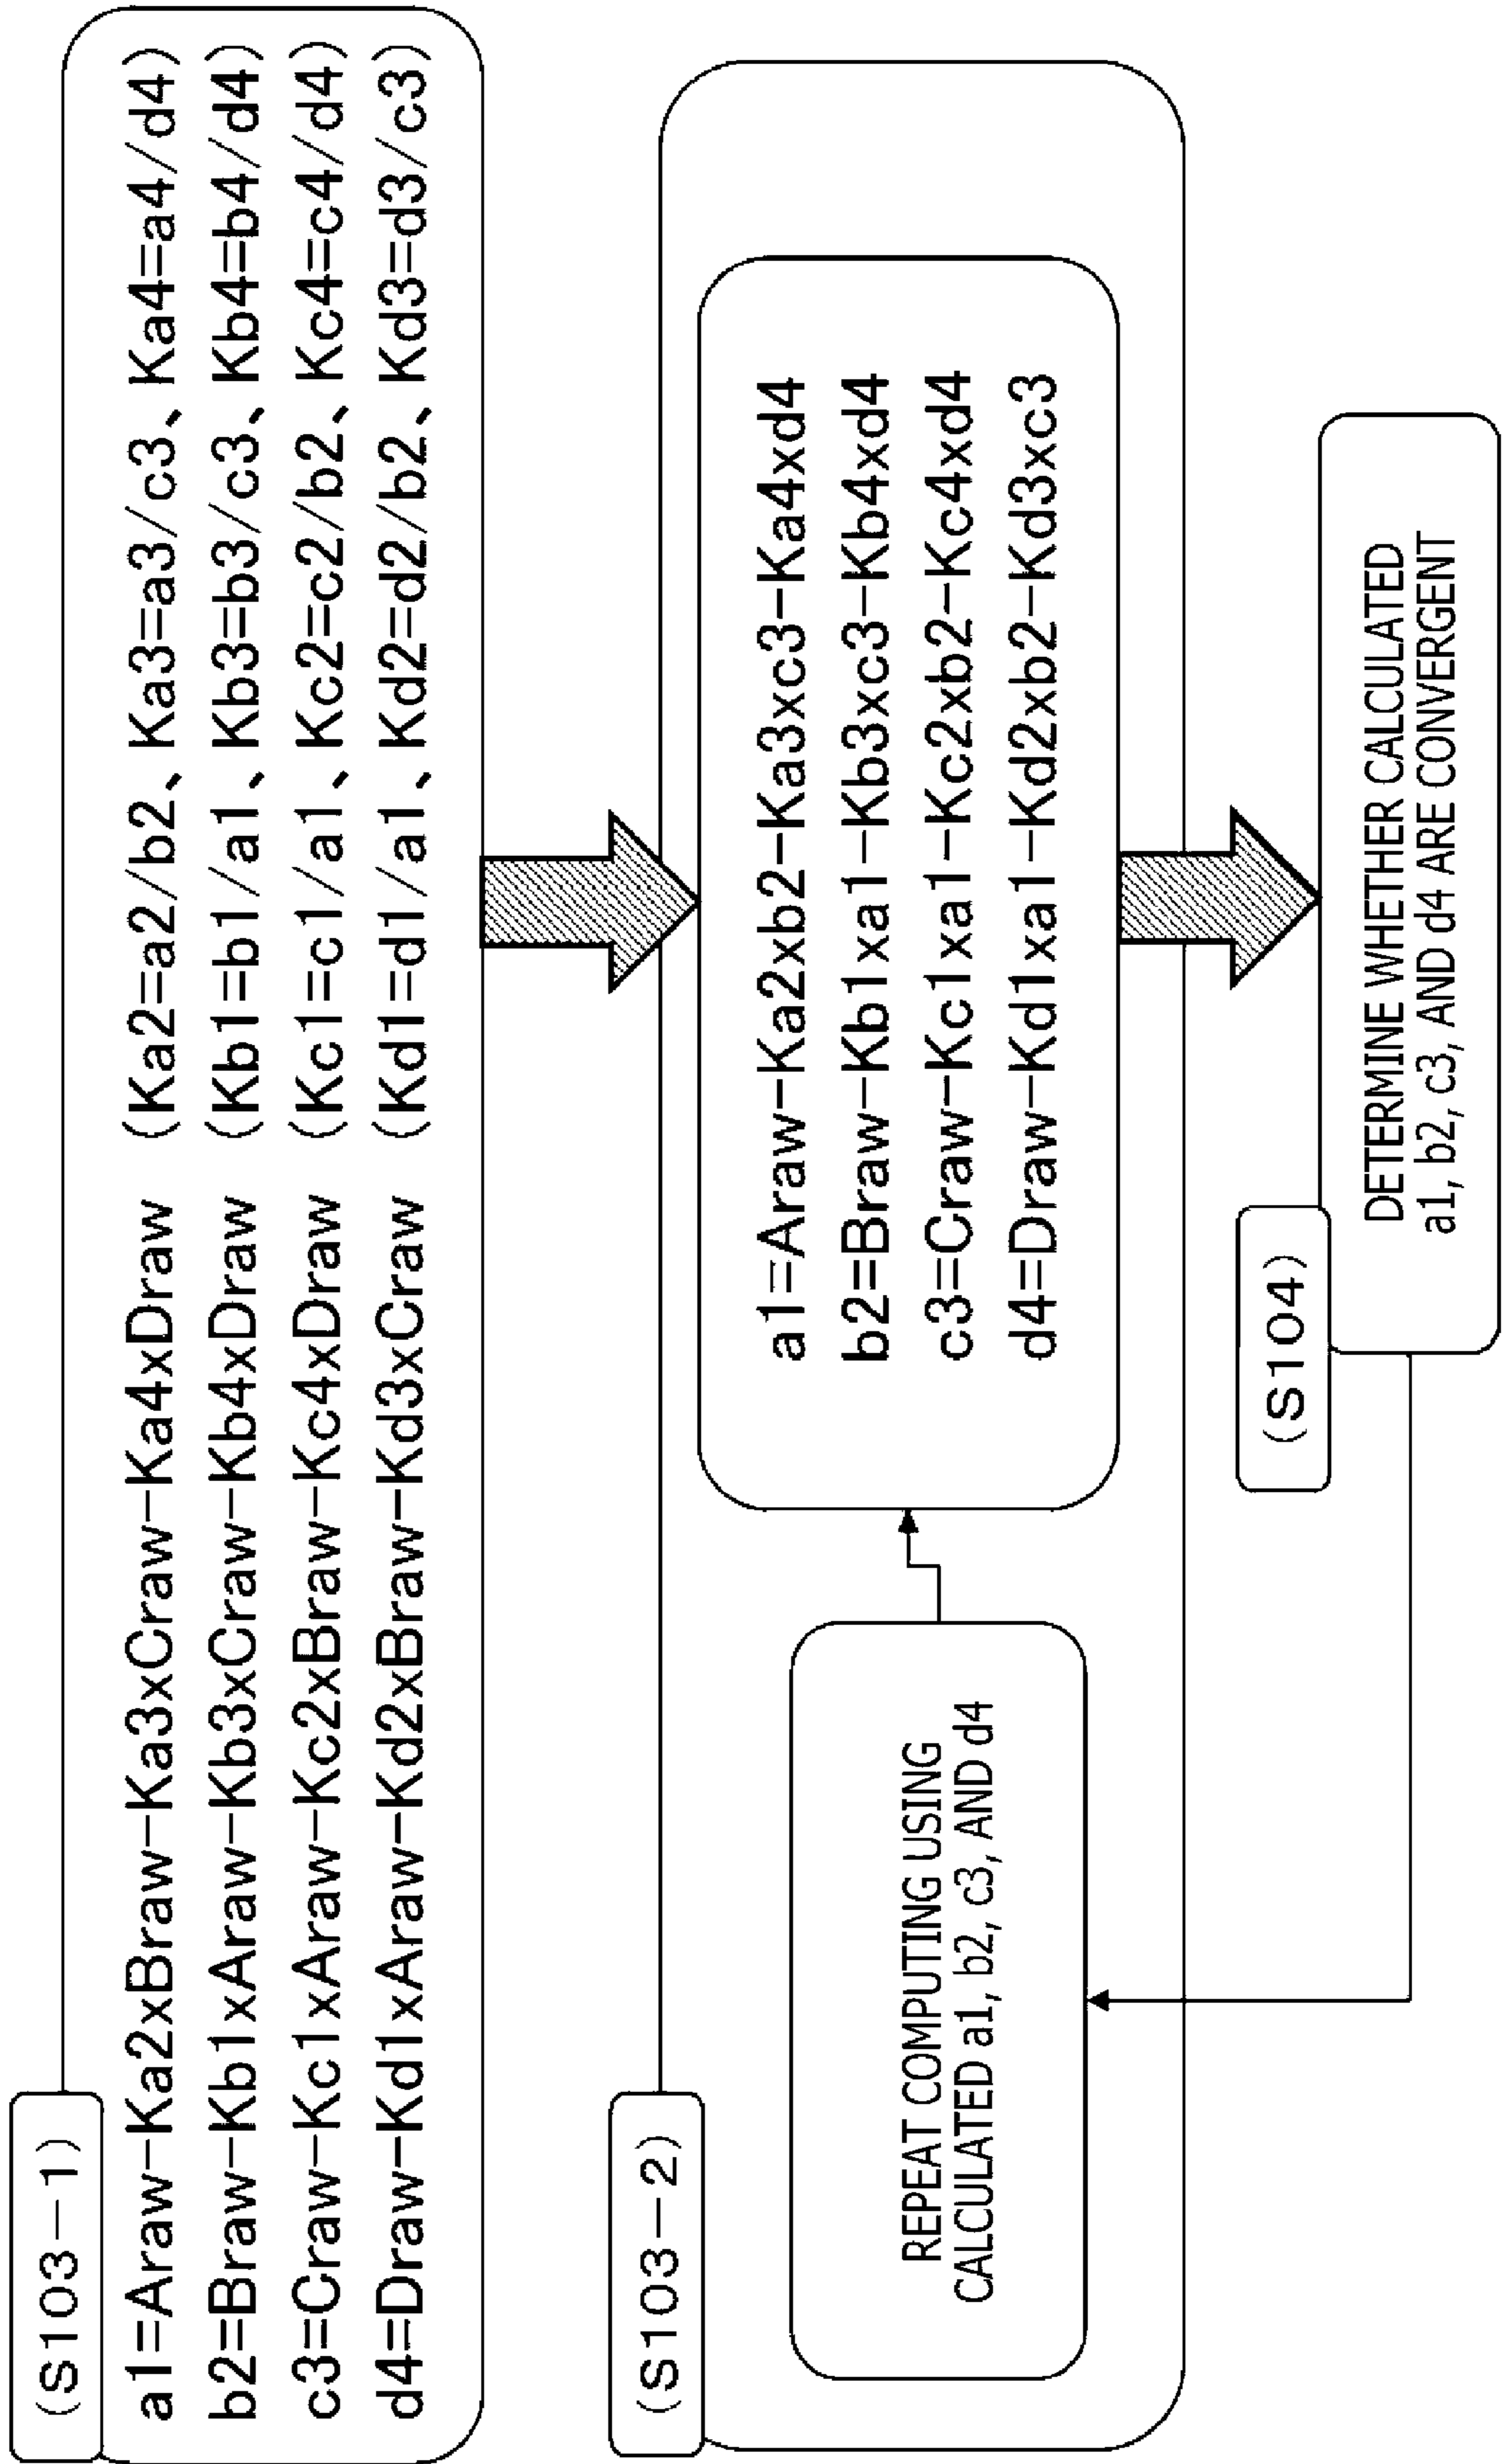 (S103-1)
a1=Araw-Ka2xBraw-Ka3xCraw-Ka4xDraw (Ka2=a2/b2、Ka3=a3/c3、Ka4=a4/d4)
b2=Braw-Kb1xAraw-Kb3xCraw-Kb4xDraw (Kb1=b1/a1、Kb3=b3/c3、Kb4=b4/d4)
c3=Craw-Kc1xAraw-Kc2xBraw-Kc4xDraw (Kc1=c1/a1、Kc2=c2/b2、Kc4=c4/d4)
d4=Draw-Kd1xAraw-Kd2xBraw-Kd3xCraw (Kd1=d1/a1、Kd2=d2/b2、Kd3=d3/c3)
(S103-2)
REPEAT COMPUTING USING
CALCULATED a1, b2, c3, AND d4
a1=Araw-Ka2xb2-Ka3xc3-Ka4xd4
b2=Braw-Kb1xa1-Kb3xc3-Kb4xd4
c3=Craw-Kc1xa1-Kc2xb2-Kc4xd4
d4=Draw-Kd1xa1-Kd2xb2-Kd3xc3
(S104)
DETERMINE WHETHER CALCULATED
a1, b2, c3, AND d4 ARE CONVERGENT